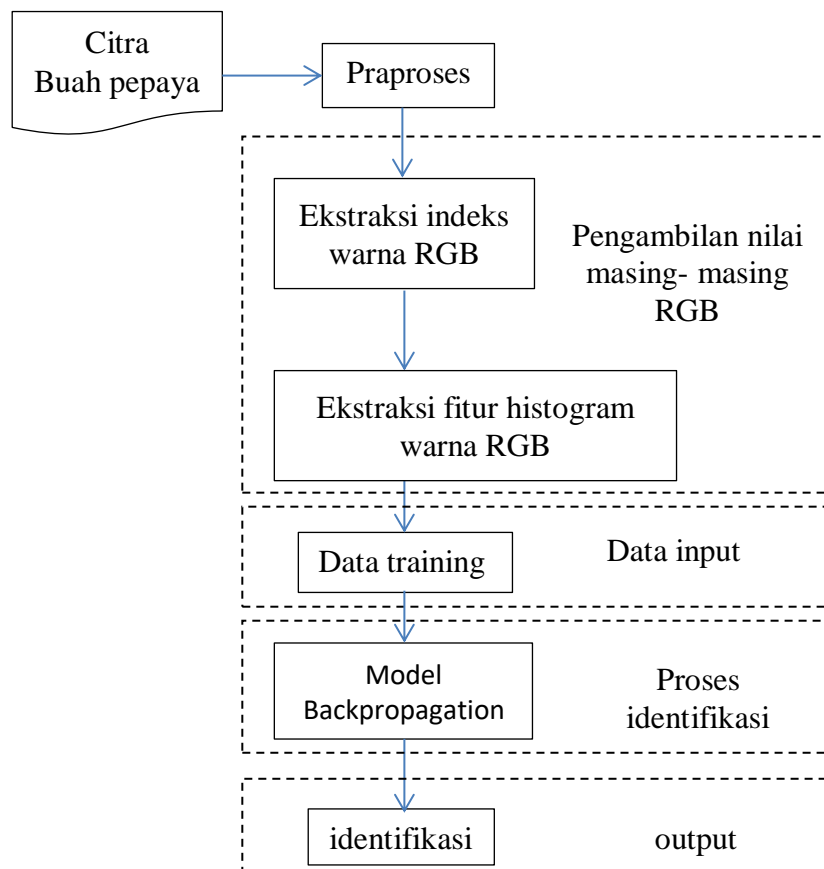 Citra
Buah pepaya
Praproses
Ekstraksi indeks
warna RGB
Pengambilan nilai
masing- masing
RGB
Ekstraksi fitur histogram
warna RGB
Data training
Data input
Model
Backpropagation
Proses
identifikasi
identifikasi
output